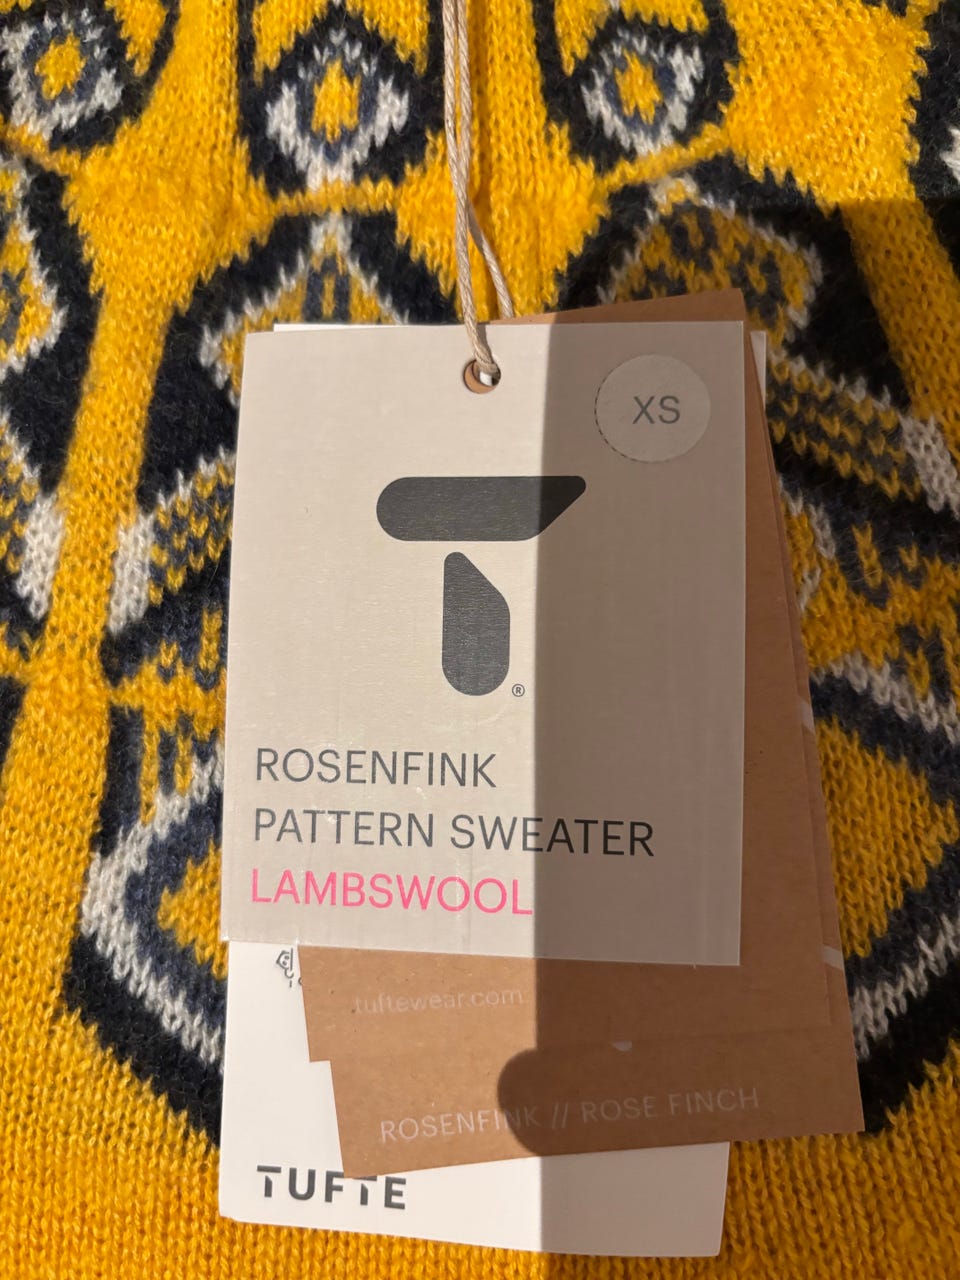 XS
®
ROSENFINK
PATTERN SWEATER
LAMBSWOOL
tuftewear.com
ROSENFINK // ROSE FINCH
TUFTE